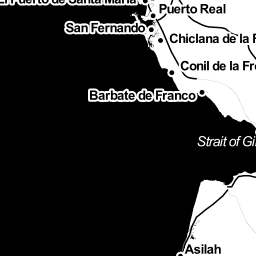 El Puerto de Santa María
Puerto Real
San Fernando
Chiclana de la F
Conil de la Fr
Barbate de Franco
Strait of Gi
Asilah